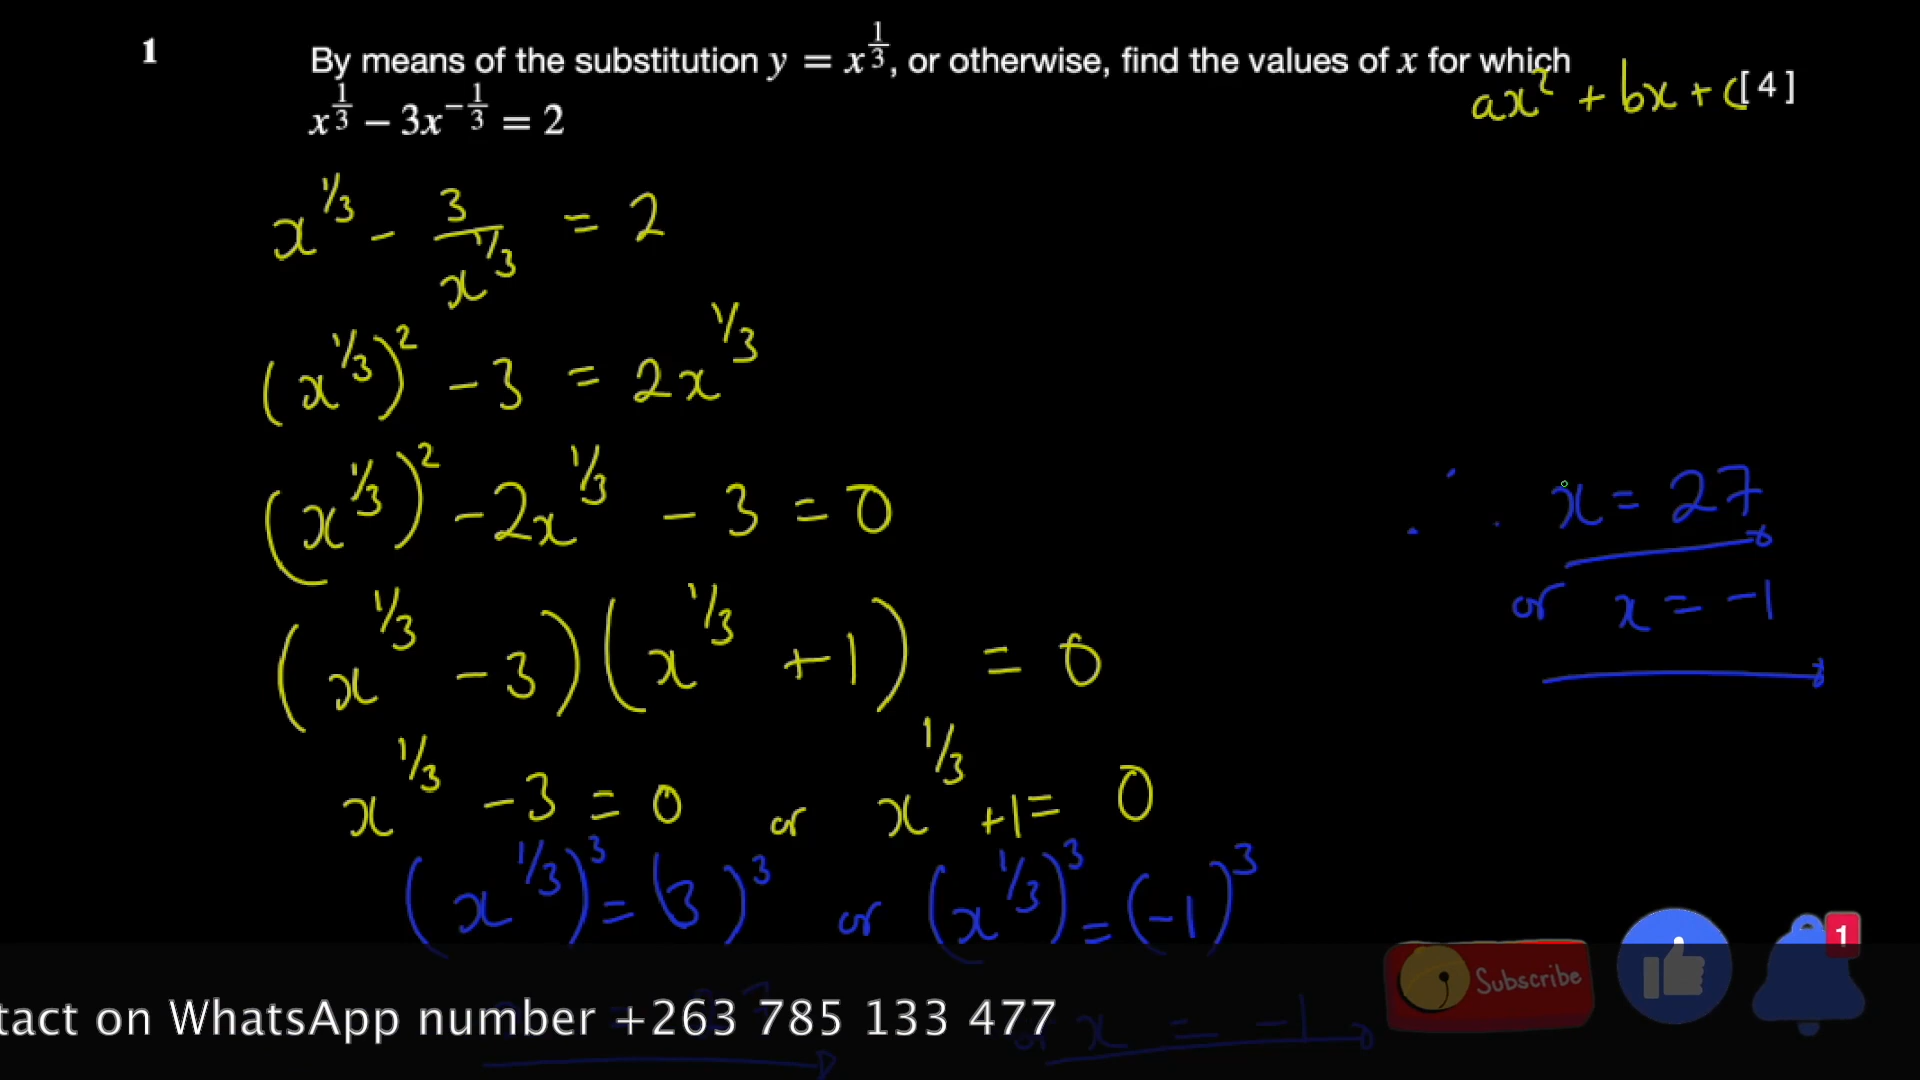 1 By means of the substitution y = x^(1/3), or otherwise, find the values of x for which
x^(1/3) − 3x^(−1/3) = 2 [4]
ax² + bx + c
x^(1/3) - 3/x^(1/3) = 2
(x^(1/3))² - 3 = 2x^(1/3)
(x^(1/3))² - 2x^(1/3) - 3 = 0
(x^(1/3) - 3)(x^(1/3) + 1) = 0
x^(1/3) - 3 = 0 or x^(1/3) + 1 = 0
(x^(1/3))³ = (3)³ or (x^(1/3))³ = (-1)³
x = -1
∴ x = 27
or x = -1
tact on WhatsApp number +263 785 133 477
Subscribe
1